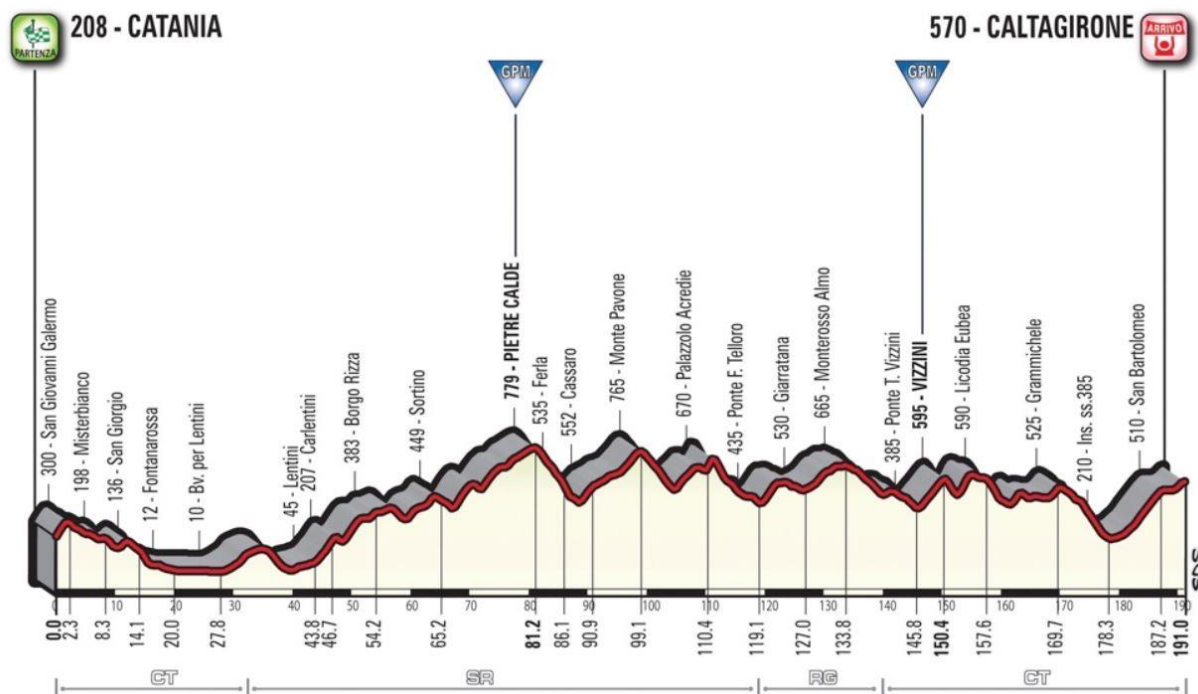 PARTENZA
208 - CATANIA
570 - CALTAGIRONE
ARRIVO
GPM
GPM
300 - San Giovanni Galermo
198 - Misterbianco
136 - San Giorgio
12 - Fontanarossa
10 - Bv. per Lentini
45 - Lentini
207 - Carlentini
383 - Borgo Rizza
449 - Sortino
779 - PIETRE CALDE
535 - Ferla
552 - Cassaro
765 - Monte Pavone
670 - Palazzolo Acredie
435 - Ponte F. Telloro
530 - Giarratana
665 - Monterosso Almo
385 - Ponte T. Vizzini
595 - VIZZINI
590 - Licodia Eubea
525 - Grammichele
210 - Ins. ss.385
510 - San Bartolomeo
SDS
0 10 20 30 40 50 60 70 80 90 100 110 120 130 140 150 160 170 180 190
0.0 2.3 8.3 14.1 20.0 27.8 43.8 46.7 54.2 65.2 81.2 86.1 90.9 99.1 110.4 119.1 127.0 133.8 145.8 150.4 157.6 169.7 178.3 187.2 191.0
CT SR RG CT